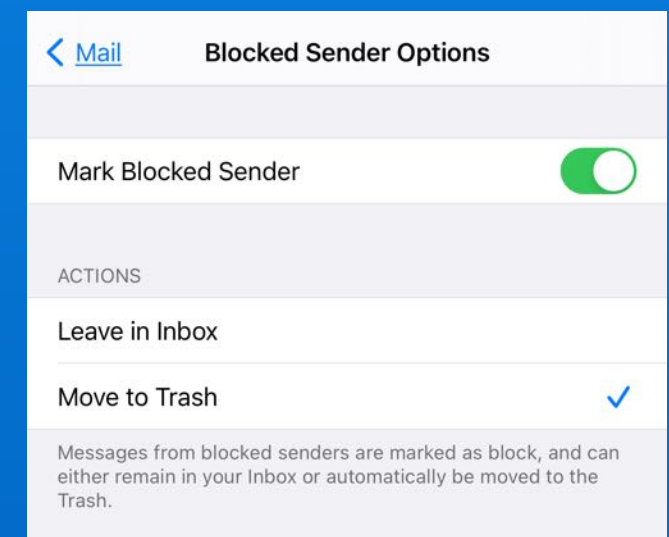 Mail Blocked Sender Options
Mark Blocked Sender
ACTIONS
Leave in Inbox
Move to Trash
Messages from blocked senders are marked as block, and can
either remain in your Inbox or automatically be moved to the
Trash.